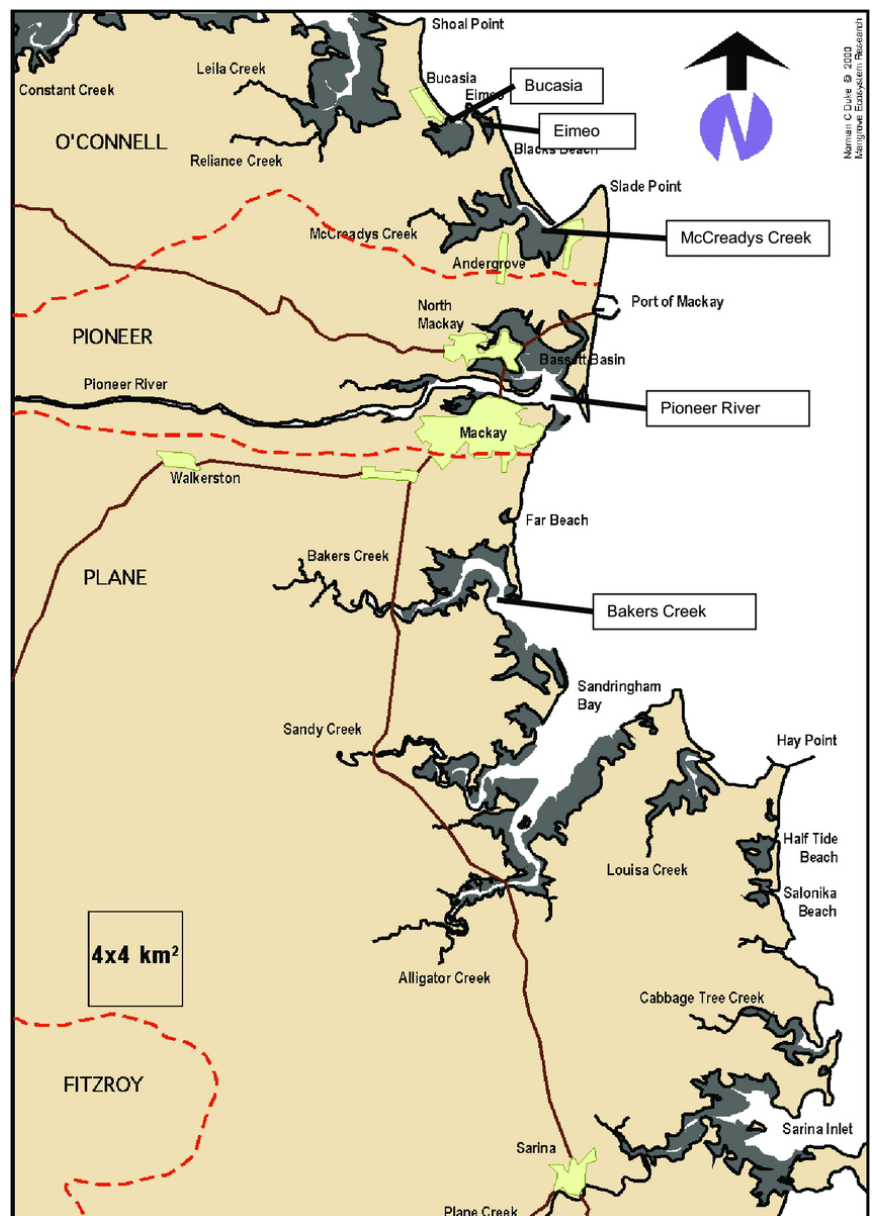 Shoal Point
Constant Creek
Leila Creek
Bucasia
Bucasia
Eimeo
Eimeo
Blacks Beach
O'CONNELL
Reliance Creek
Norman C Duke © 2000
Mangrove Ecosystem Research
N
Slade Point
McCreadys Creek
McCreadys Creek
Andergrove
North
Mackay
Port of Mackay
PIONEER
Bassett Basin
Pioneer River
Pioneer River
Mackay
Walkerston
Far Beach
Bakers Creek
PLANE
Bakers Creek
Sandringham
Bay
Sandy Creek
Hay Point
Half Tide
Beach
Louisa Creek
Salonika
Beach
4x4 km²
Alligator Creek
Cabbage Tree Creek
FITZROY
Sarina Inlet
Sarina
Plane Creek